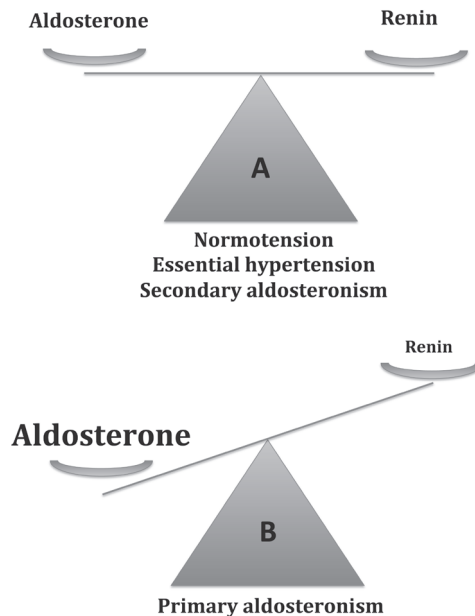 Aldosterone
Renin
A
Normotension
Essential hypertension
Secondary aldosteronism
Renin
Aldosterone
B
Primary aldosteronism